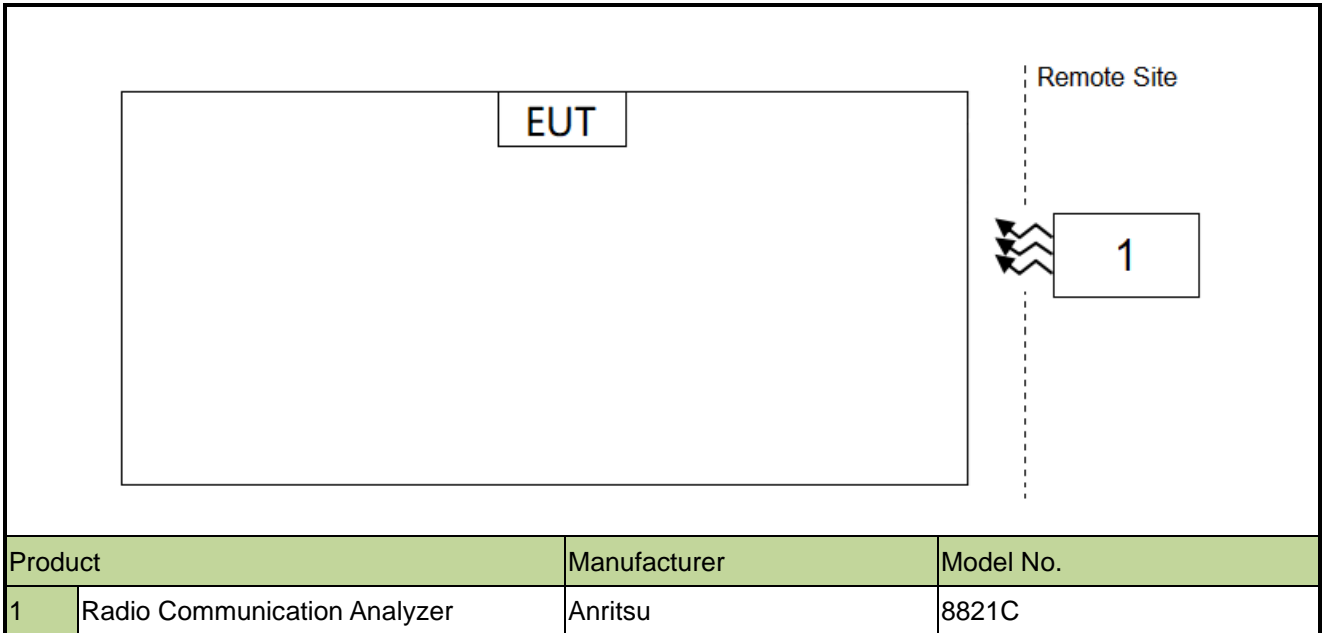 Remote Site
EUT
1
Product Manufacturer Model No.
1 Radio Communication Analyzer Anritsu 8821C